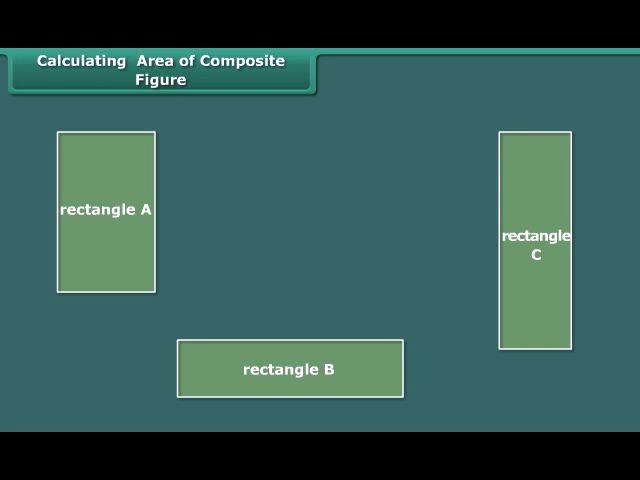 Calculating Area of Composite
Figure
rectangle A
rectangle
C
rectangle B